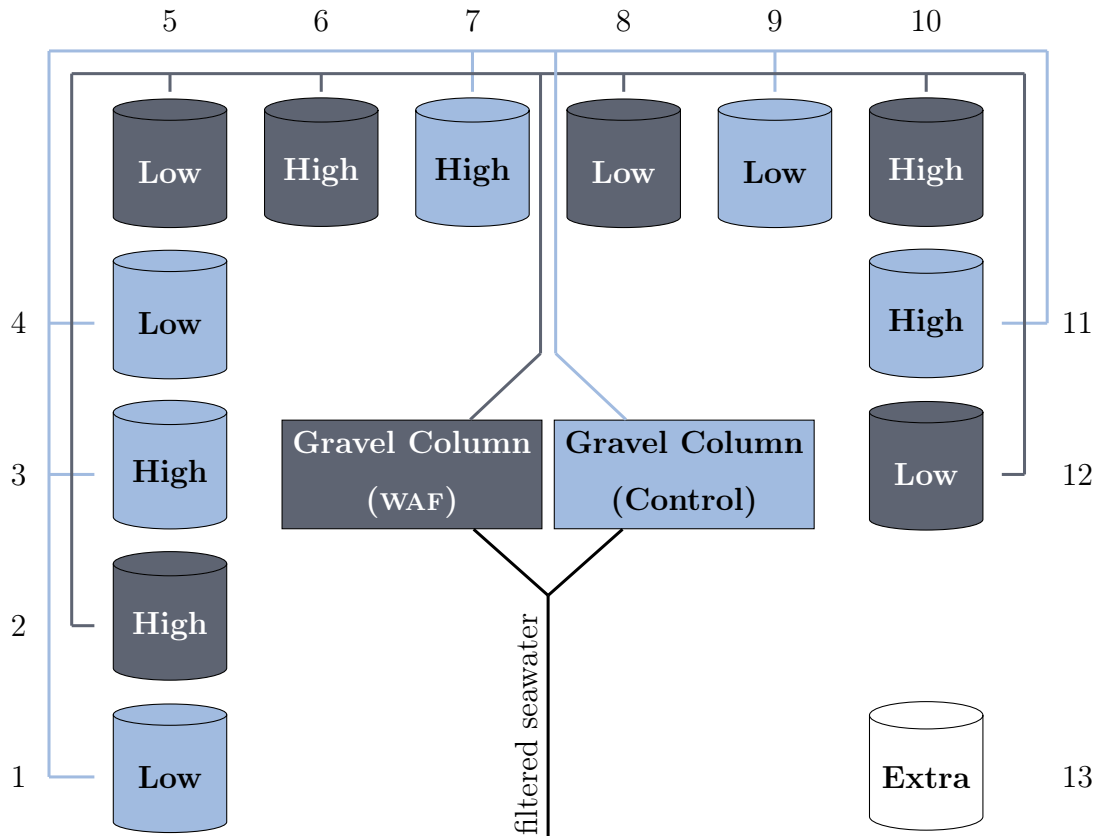 5 6 7 8 9 10
Low High High Low Low High
4 Low High 11
Gravel Column Gravel Column
3 High Low 12
(WAF) (Control)
2 High
filtered seawater
1 Low Extra 13